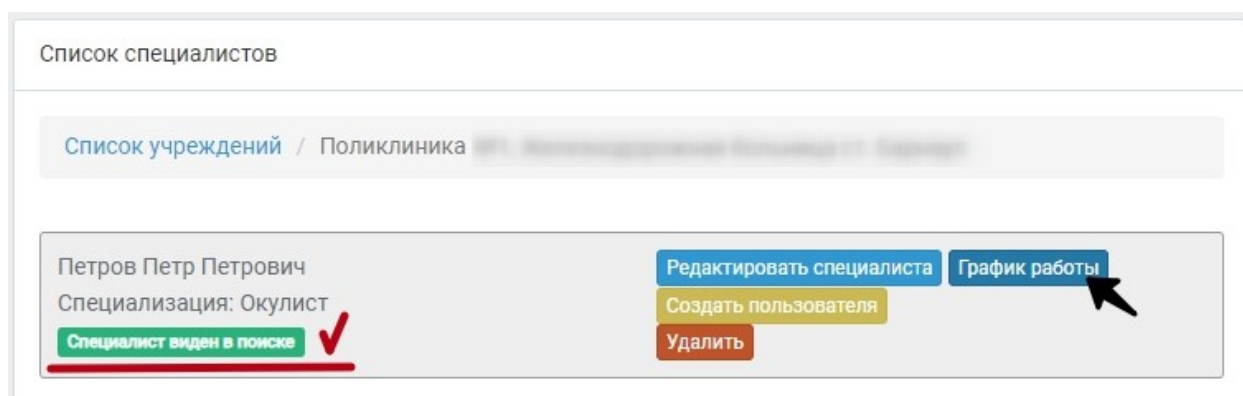 Список специалистов
Список учреждений / Поликлиника
Петров Петр Петрович
Специализация: Окулист
Специалист виден в поиске
Редактировать специалиста График работы
Создать пользователя
Удалить